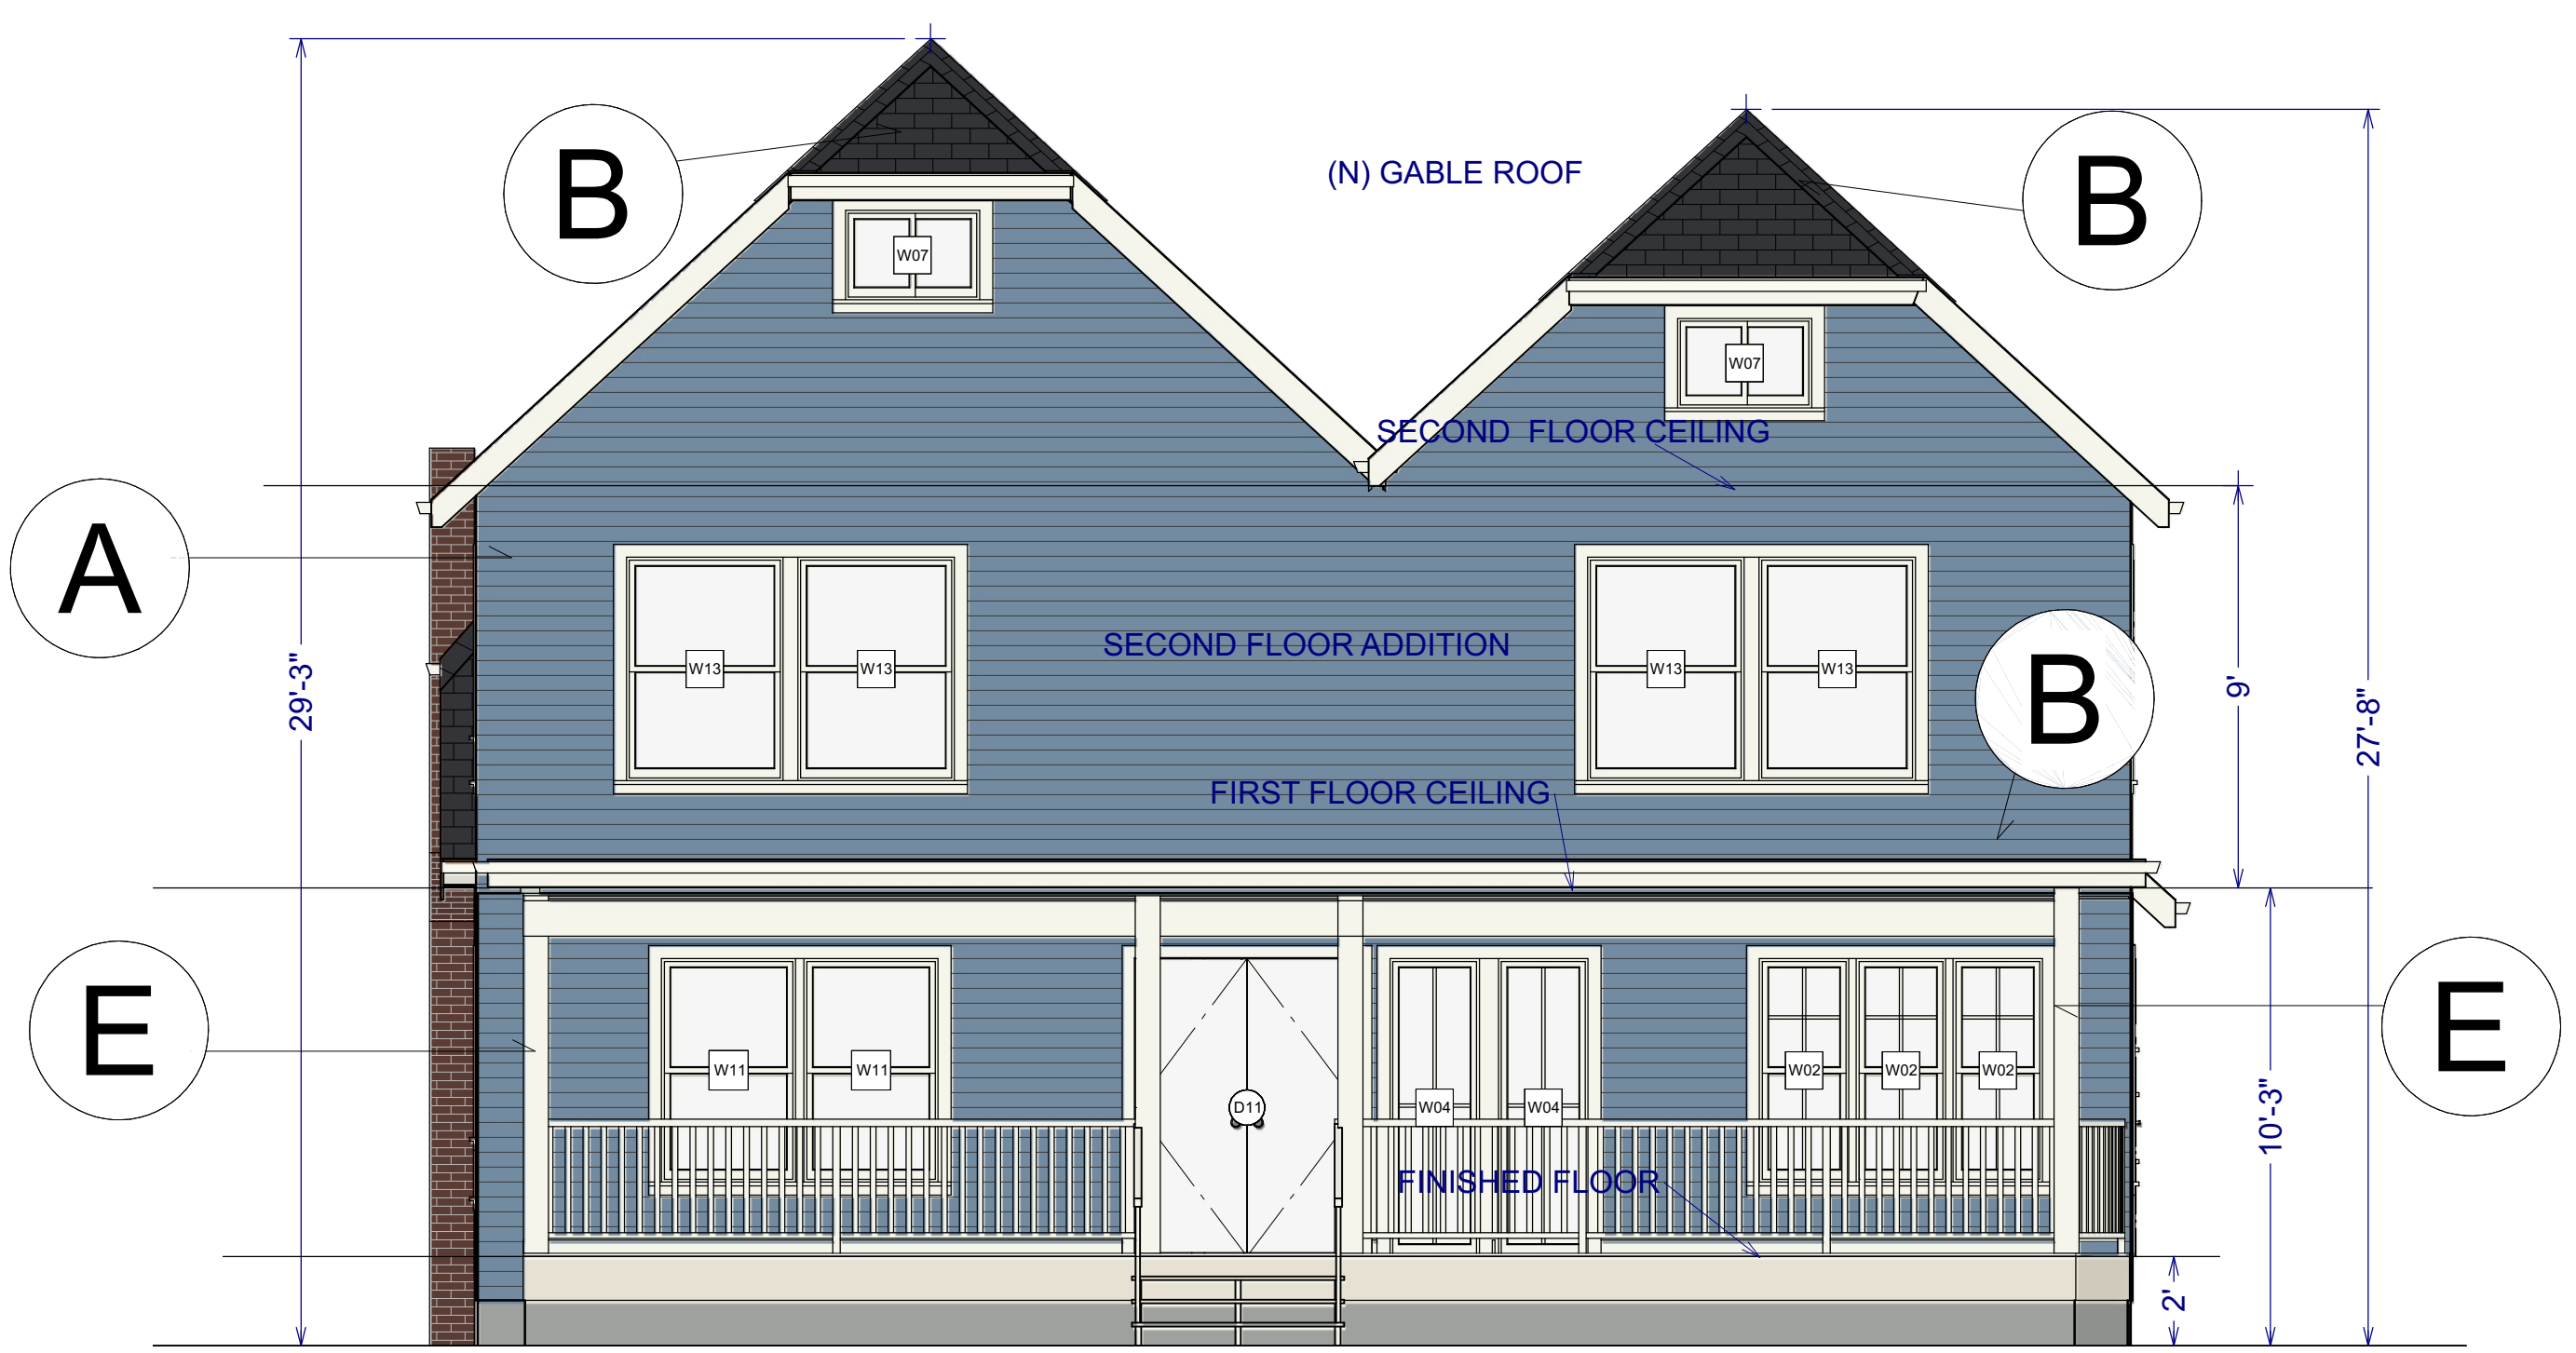 B
(N) GABLE ROOF
B
W07
W07
SECOND  FLOOR CEILING
A
SECOND FLOOR ADDITION
W13
W13
W13
W13
B
29'-3"
9'
27'-8"
FIRST FLOOR CEILING
E
E
W11
W11
D11
W04
W04
W02
W02
W02
10'-3"
FINISHED FLOOR
2'